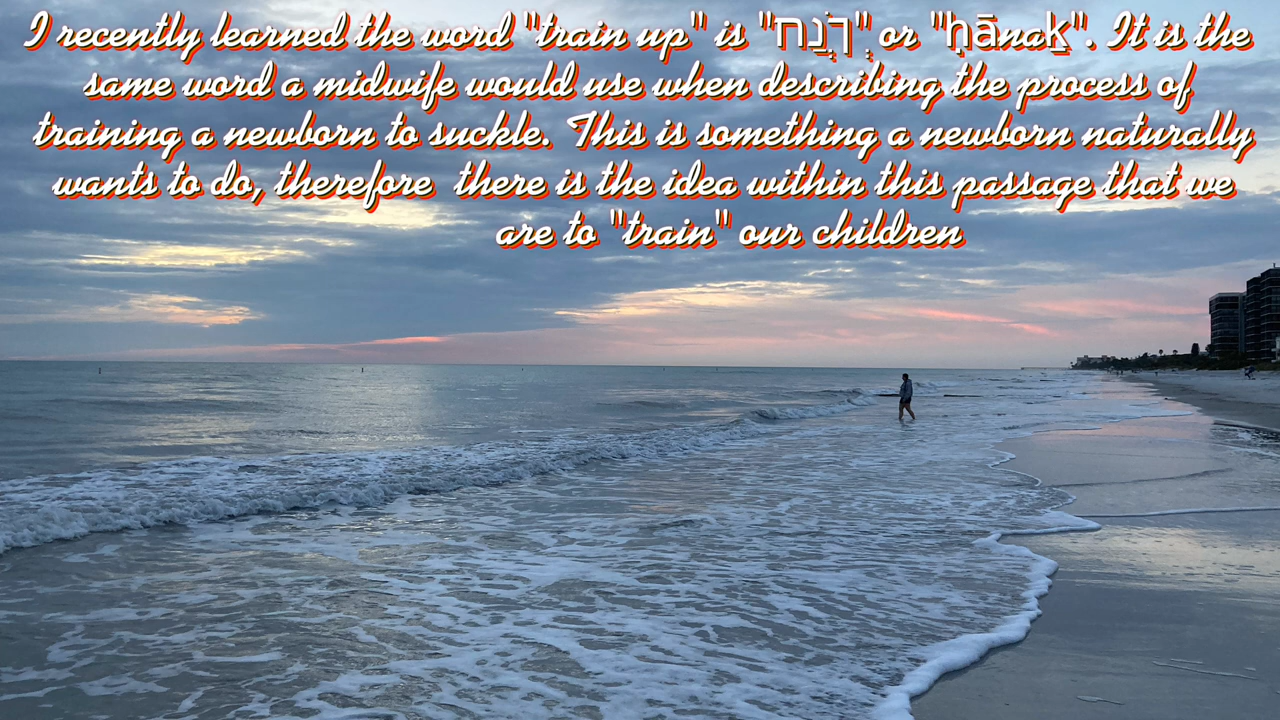 I recently learned the word "train up" is "חֲנֹךְ" or "ḥānaḵ". It is the
same word a midwife would use when describing the process of
training a newborn to suckle. This is something a newborn naturally
wants to do, therefore there is the idea within this passage that we
are to "train" our children